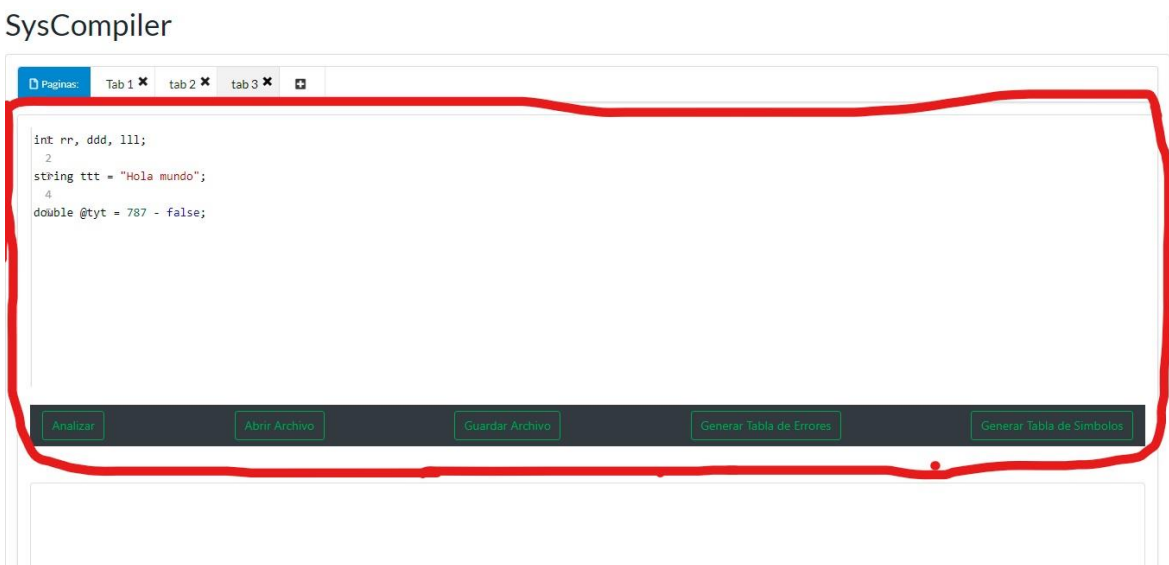 SysCompiler
Paginas: Tab 1 tab 2 tab 3
int rr, ddd, lll;
2
string ttt = "Hola mundo";
4
double @tyt = 787 - false;
Analizar Abrir Archivo Guardar Archivo Generar Tabla de Errores Generar Tabla de Simbolos